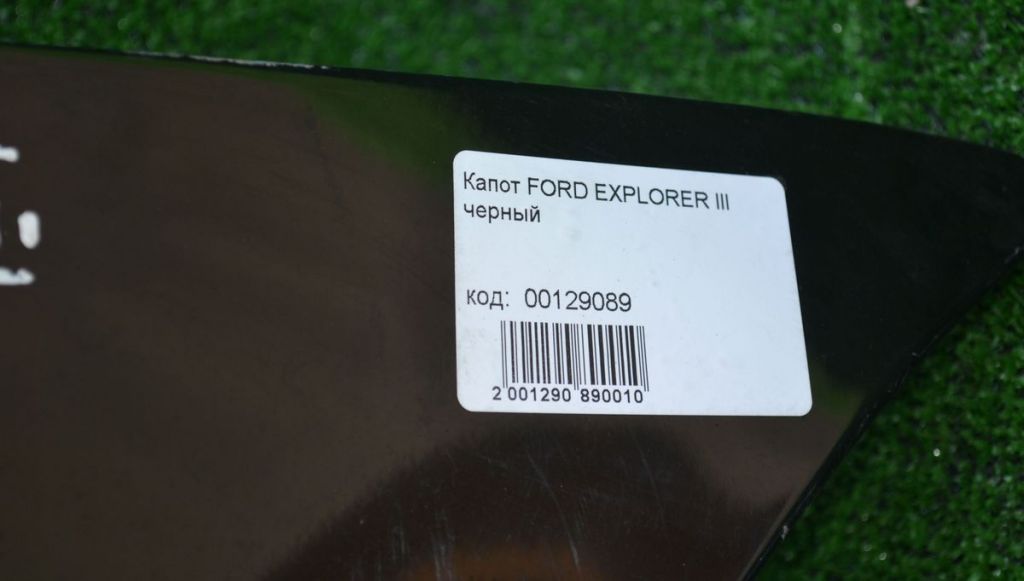 Капот FORD EXPLORER III
черный
код: 00129089
2 001290 890010